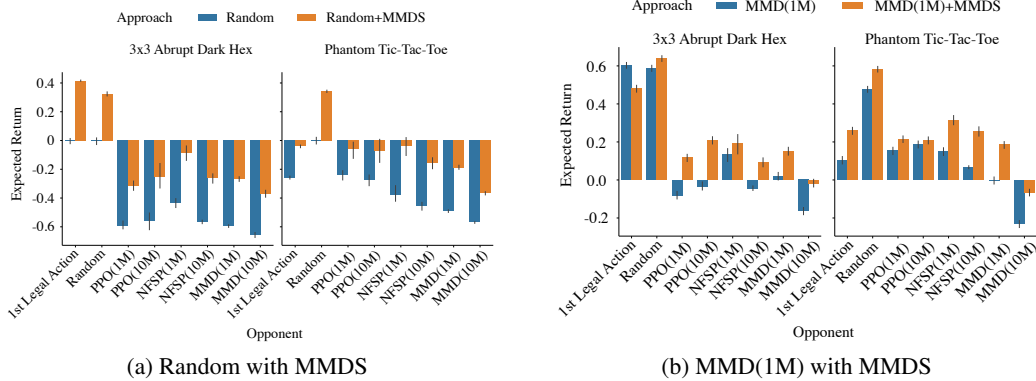 Approach Random Random+MMDS
3x3 Abrupt Dark Hex Phantom Tic-Tac-Toe
Expected Return
0.4
0.2
0
-0.2
-0.4
-0.6
1st Legal Action Random PPO(1M) PPO(10M) NFSP(1M) NFSP(10M) MMD(1M) MMD(10M)
1st Legal Action Random PPO(1M) PPO(10M) NFSP(1M) NFSP(10M) MMD(1M) MMD(10M)
Opponent
(a) Random with MMDS
Approach MMD(1M) MMD(1M)+MMDS
3x3 Abrupt Dark Hex Phantom Tic-Tac-Toe
Expected Return
0.6
0.4
0.2
0.0
-0.2
1st Legal Action Random PPO(1M) PPO(10M) NFSP(1M) NFSP(10M) MMD(1M) MMD(10M)
1st Legal Action Random PPO(1M) PPO(10M) NFSP(1M) NFSP(10M) MMD(1M) MMD(10M)
Opponent
(b) MMD(1M) with MMDS